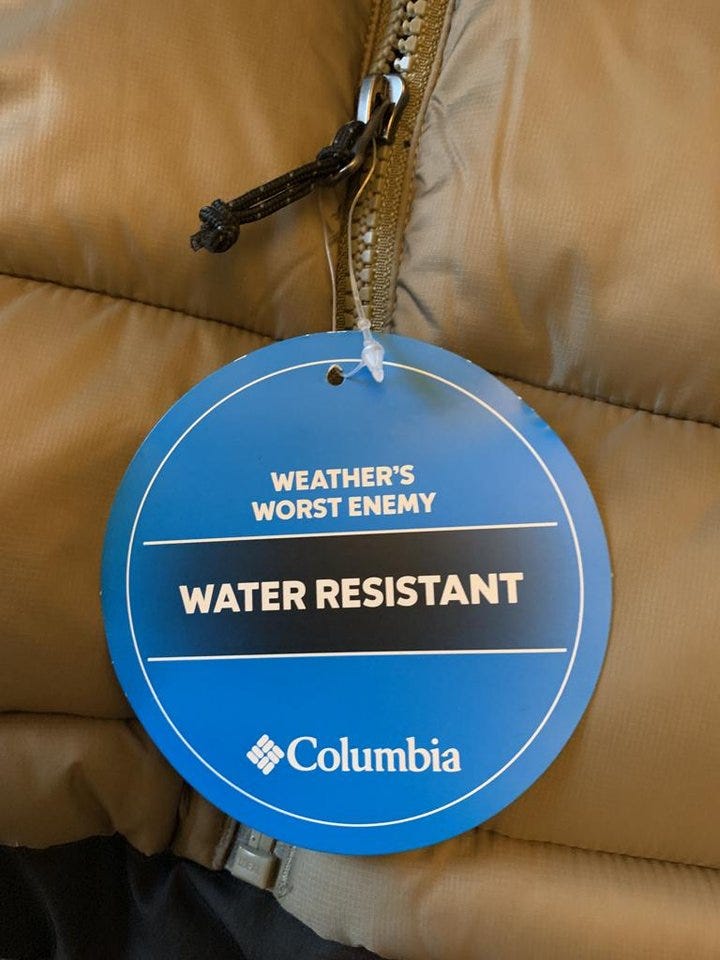 WEATHER'S
WORST ENEMY
WATER RESISTANT
Columbia